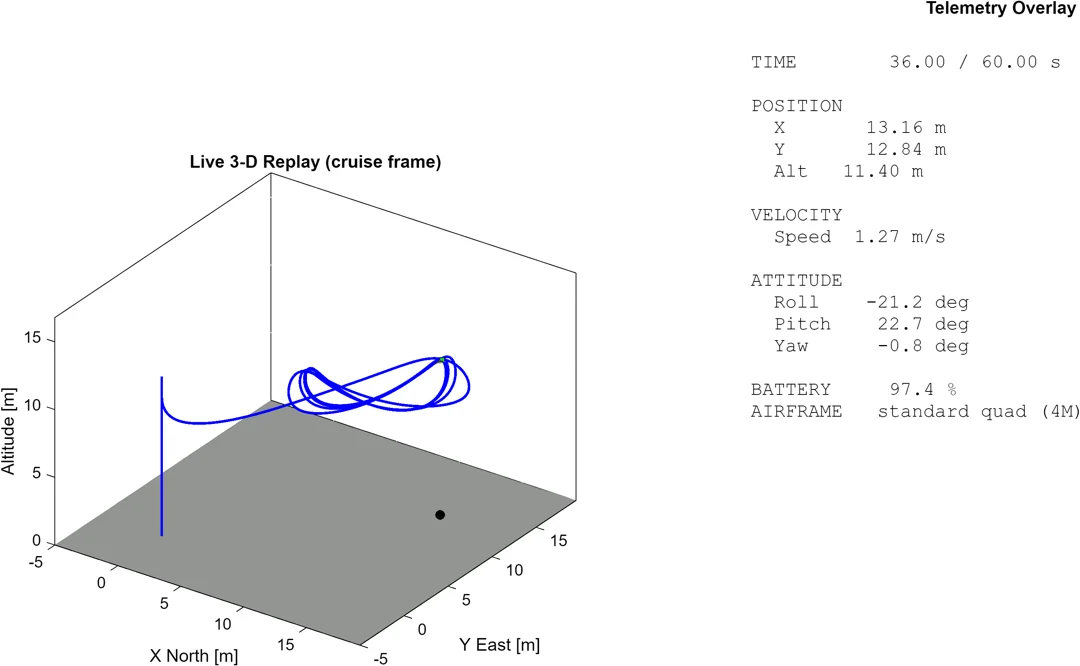 Telemetry Overlay
TIME 36.00 / 60.00 s
POSITION
X 13.16 m
Y 12.84 m
Alt 11.40 m
VELOCITY
Speed 1.27 m/s
ATTITUDE
Roll -21.2 deg
Pitch 22.7 deg
Yaw -0.8 deg
BATTERY 97.4 %
AIRFRAME standard quad (4M)
Live 3-D Replay (cruise frame)
15
10
5
0
Altitude [m]
-5
0
5
10
15
X North [m]
-5
0
5
10
15
Y East [m]